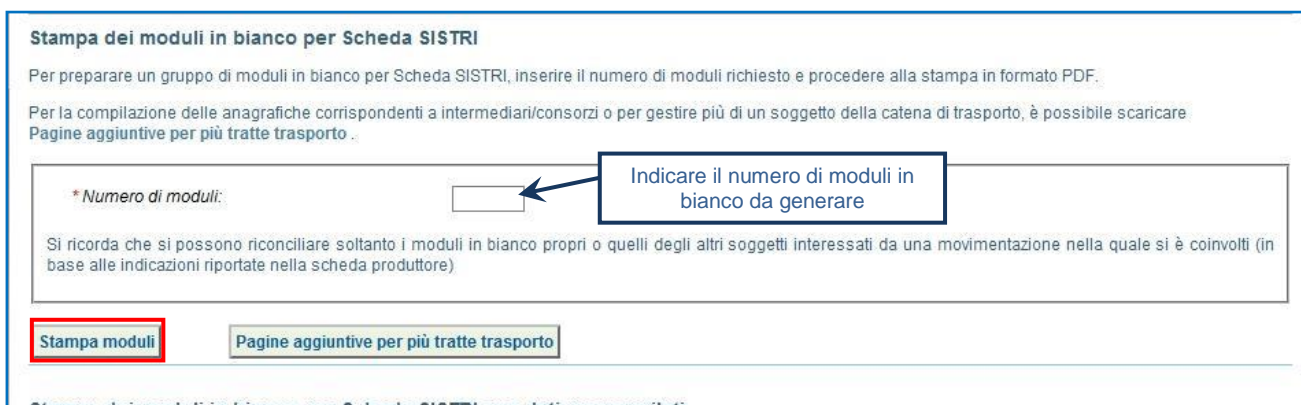 Stampa dei moduli in bianco per Scheda SISTRI
Per preparare un gruppo di moduli in bianco per Scheda SISTRI, inserire il numero di moduli richiesto e procedere alla stampa in formato PDF.
Per la compilazione delle anagrafiche corrispondenti a intermediari/consorzi o per gestire più di un soggetto della catena di trasporto, è possibile scaricare
Pagine aggiuntive per più tratte trasporto .
* Numero di moduli:
Indicare il numero di moduli in
bianco da generare
Si ricorda che si possono riconciliare soltanto i moduli in bianco propri o quelli degli altri soggetti interessati da una movimentazione nella quale si è coinvolti (in
base alle indicazioni riportate nella scheda produttore)
Stampa moduli
Pagine aggiuntive per più tratte trasporto